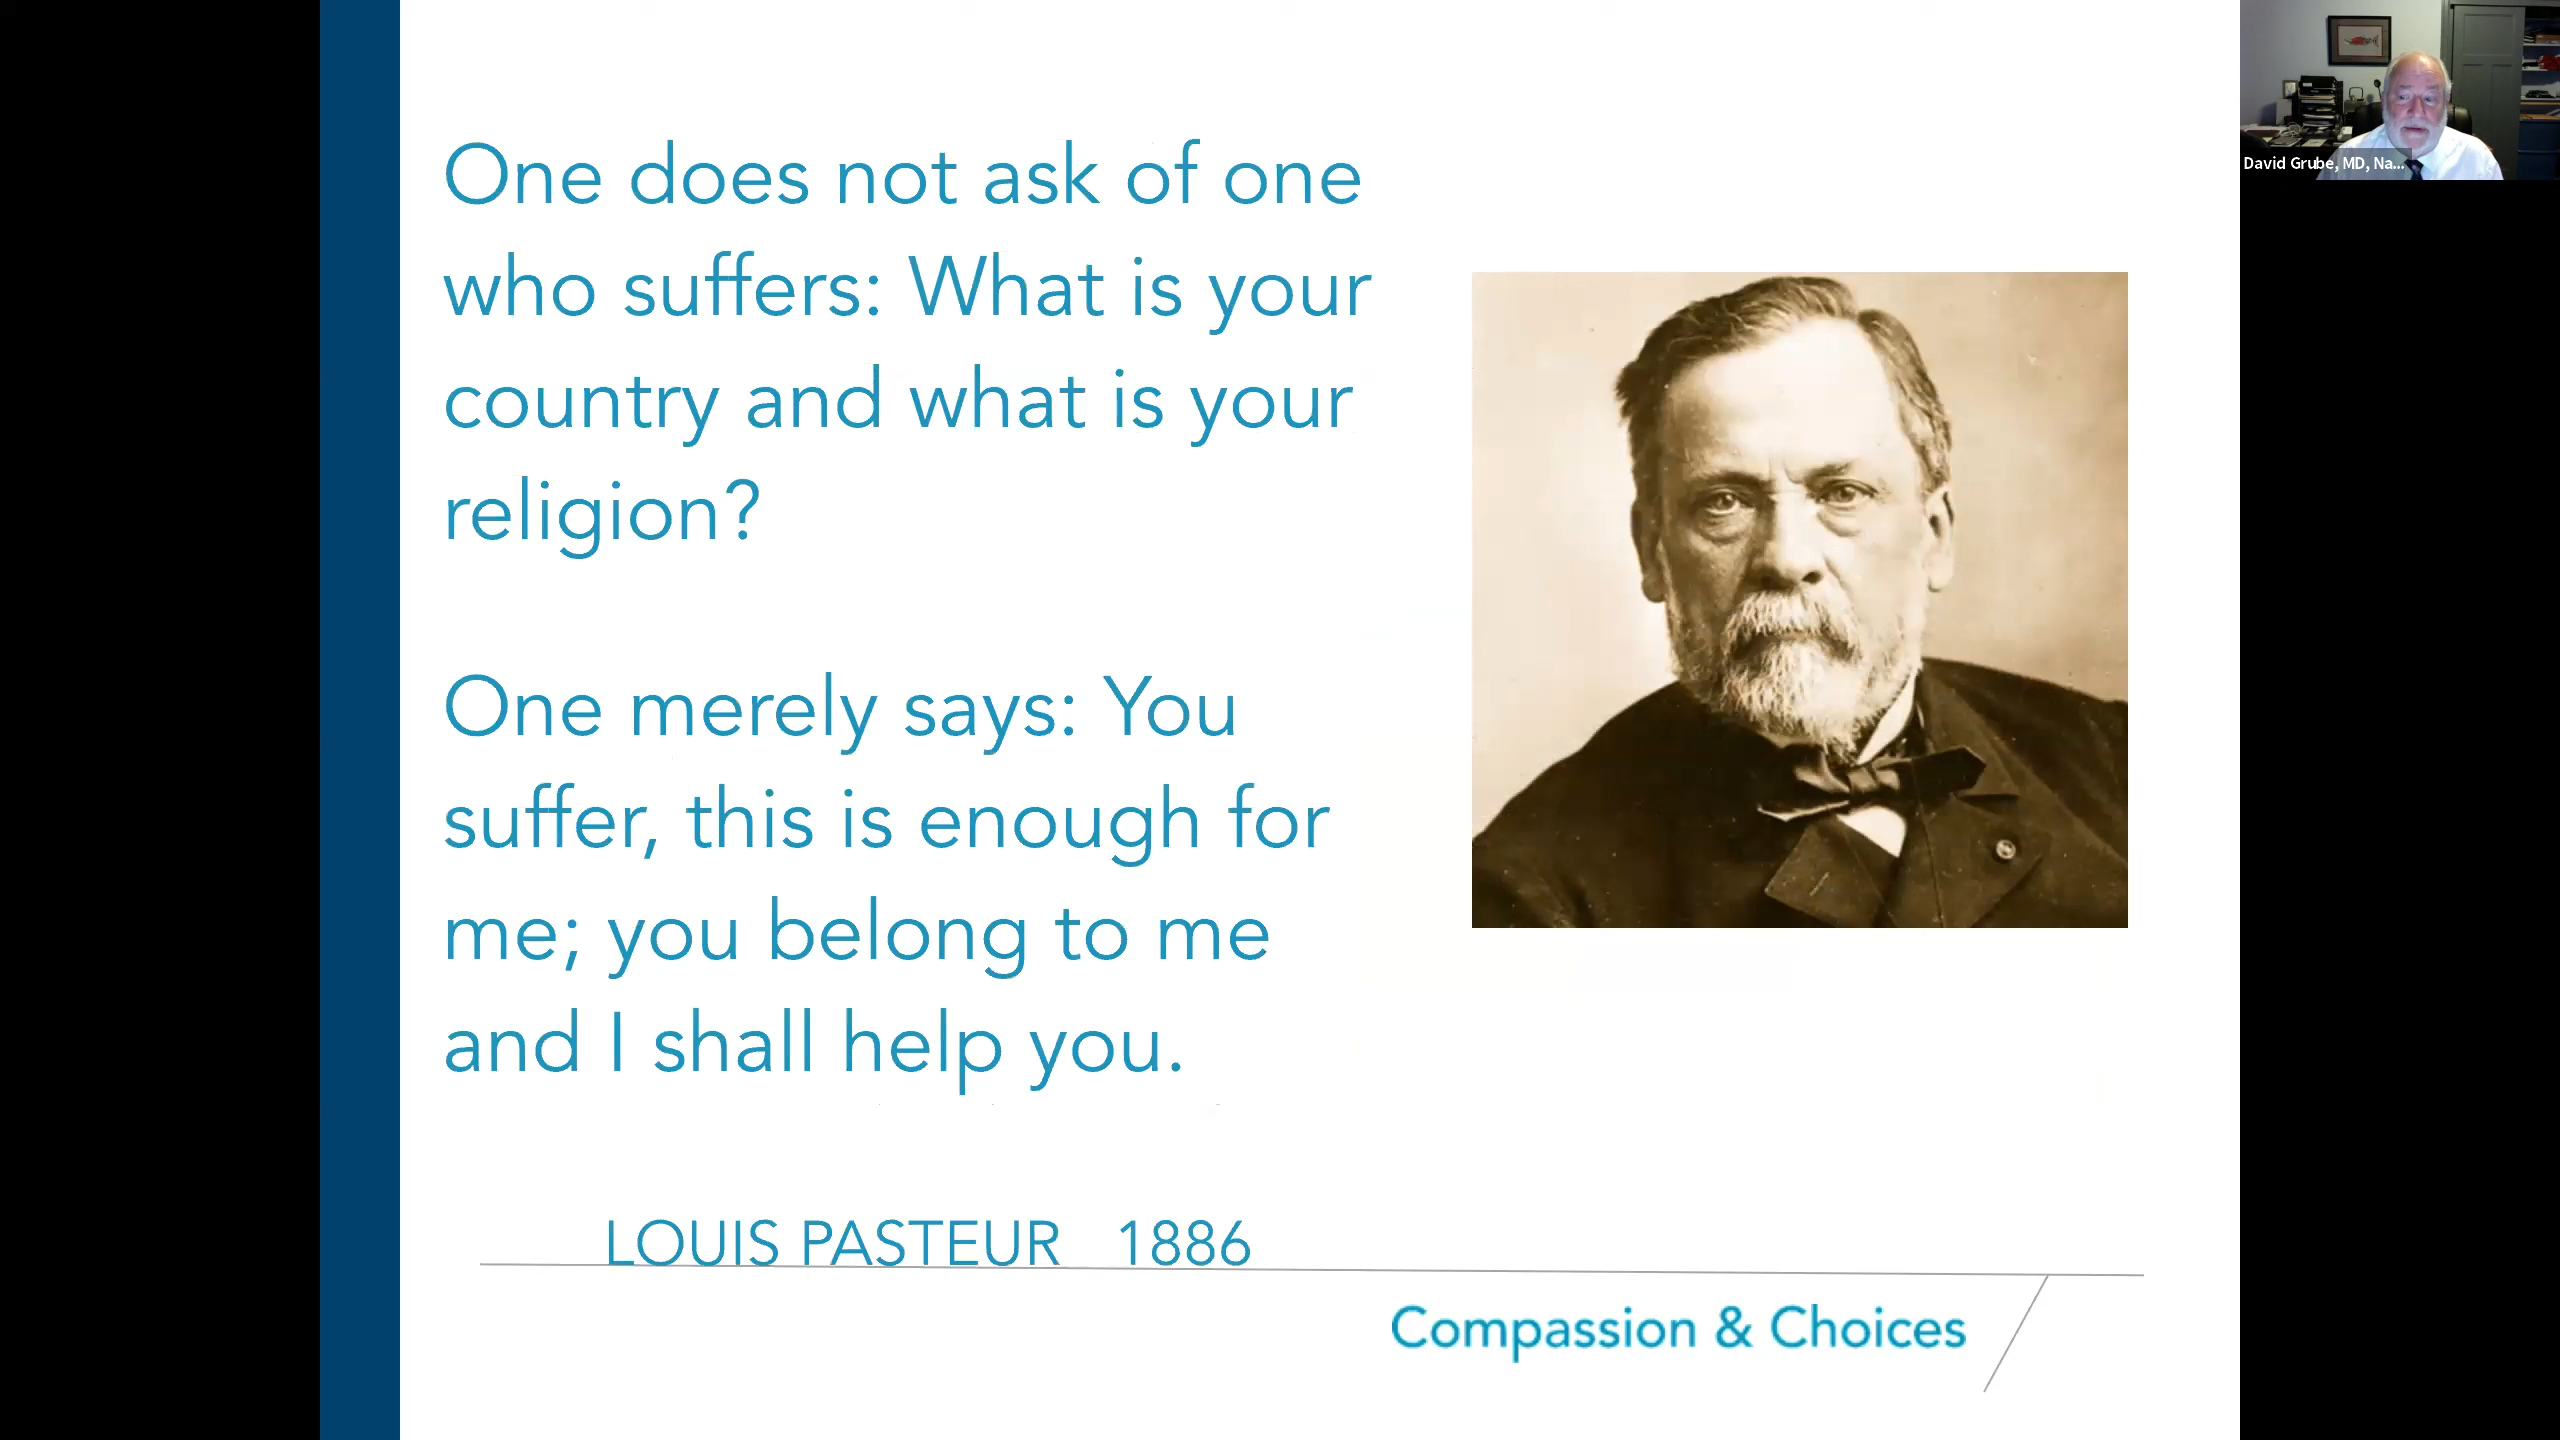 One does not ask of one
who suffers: What is your
country and what is your
religion?
One merely says: You
suffer, this is enough for
me; you belong to me
and I shall help you.
LOUIS PASTEUR 1886
Compassion & Choices
David Grube, MD, Na...